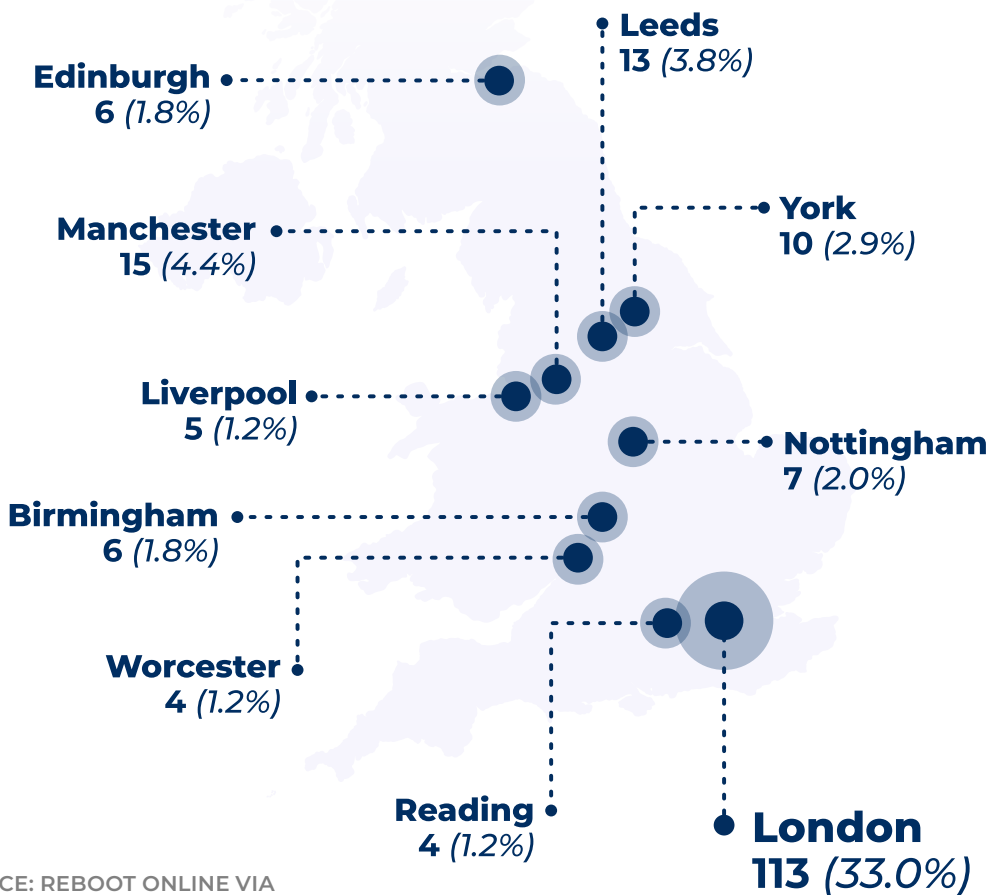 Leeds
13 (3.8%)
Edinburgh
6 (1.8%)
York
10 (2.9%)
Manchester
15 (4.4%)
Liverpool
5 (1.2%)
Nottingham
7 (2.0%)
Birmingham
6 (1.8%)
Worcester
4 (1.2%)
Reading
4 (1.2%)
London
113 (33.0%)
CE: REBOOT ONLINE VIA